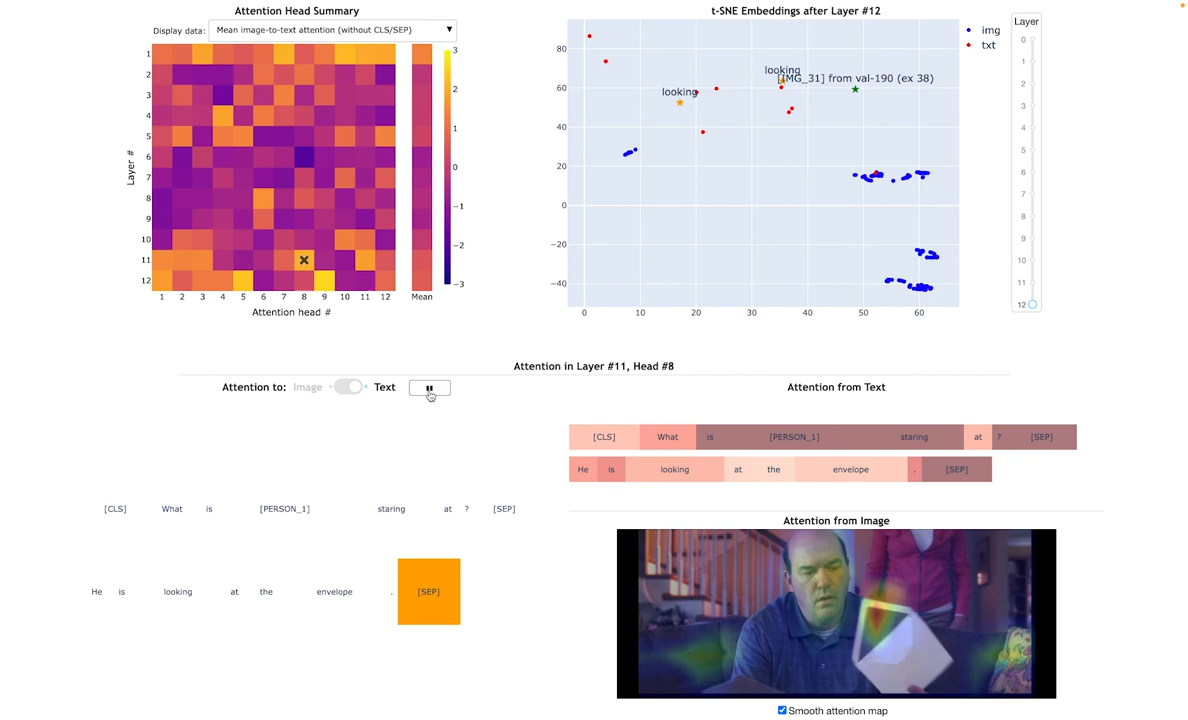 Attention Head Summary
Display data: Mean image-to-text attention (without CLS/SEP) ▼
Layer #
1
2
3
4
5
6
7
8
9
10
11
12
1 2 3 4 5 6 7 8 9 10 11 12 Mean
Attention head #
3
2
1
0
−1
−2
−3
t-SNE Embeddings after Layer #12
80
60
40
20
0
−20
−40
0 10 20 30 40 50 60
looking
[IMG_31] from val-190 (ex 38)
looking
img
txt
Layer
0
1
2
3
4
5
6
7
8
9
10
11
12
Attention in Layer #11, Head #8
Attention to: Image Text
[CLS] What is [PERSON_1] staring at ? [SEP]
He is looking at the envelope . [SEP]
Attention from Text
[CLS] What is [PERSON_1] staring at ? [SEP]
He is looking at the envelope . [SEP]
Attention from Image
Smooth attention map